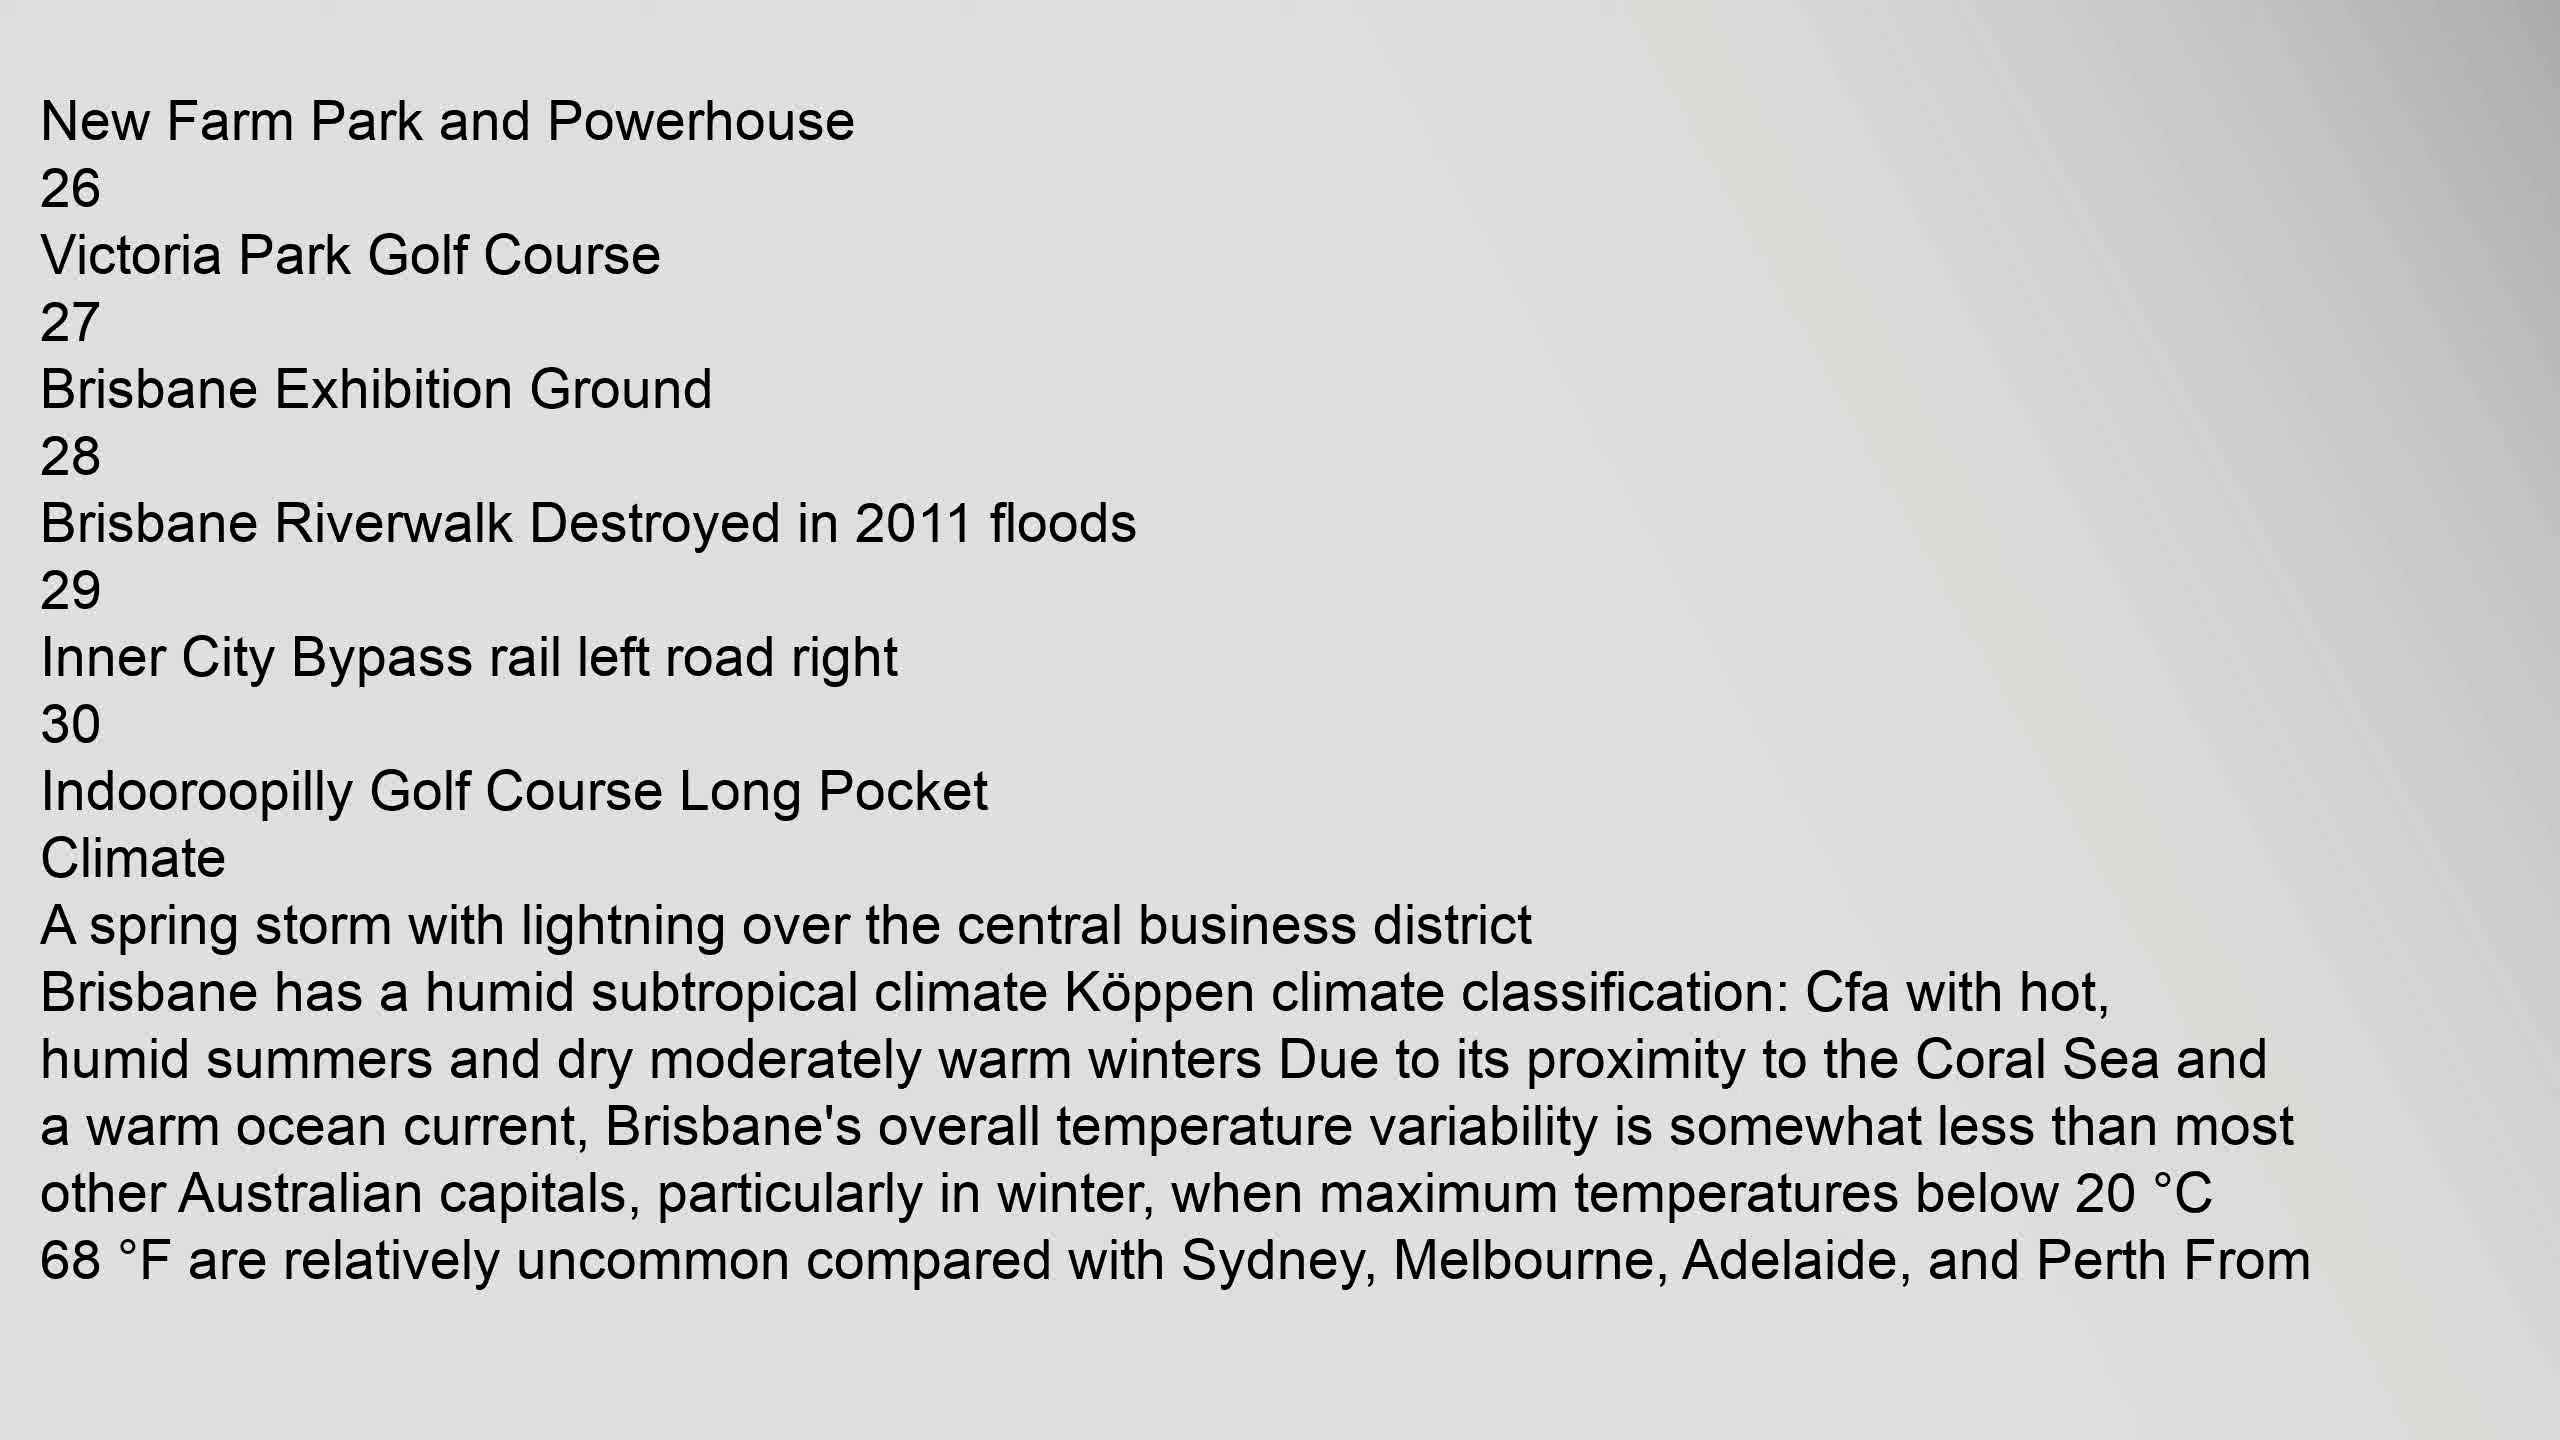 New Farm Park and Powerhouse
26
Victoria Park Golf Course
27
Brisbane Exhibition Ground
28
Brisbane Riverwalk Destroyed in 2011 floods
29
Inner City Bypass rail left road right
30
Indooroopilly Golf Course Long Pocket
Climate
A spring storm with lightning over the central business district
Brisbane has a humid subtropical climate Köppen climate classification: Cfa with hot,
humid summers and dry moderately warm winters Due to its proximity to the Coral Sea and
a warm ocean current, Brisbane's overall temperature variability is somewhat less than most
other Australian capitals, particularly in winter, when maximum temperatures below 20 °C
68 °F are relatively uncommon compared with Sydney, Melbourne, Adelaide, and Perth From